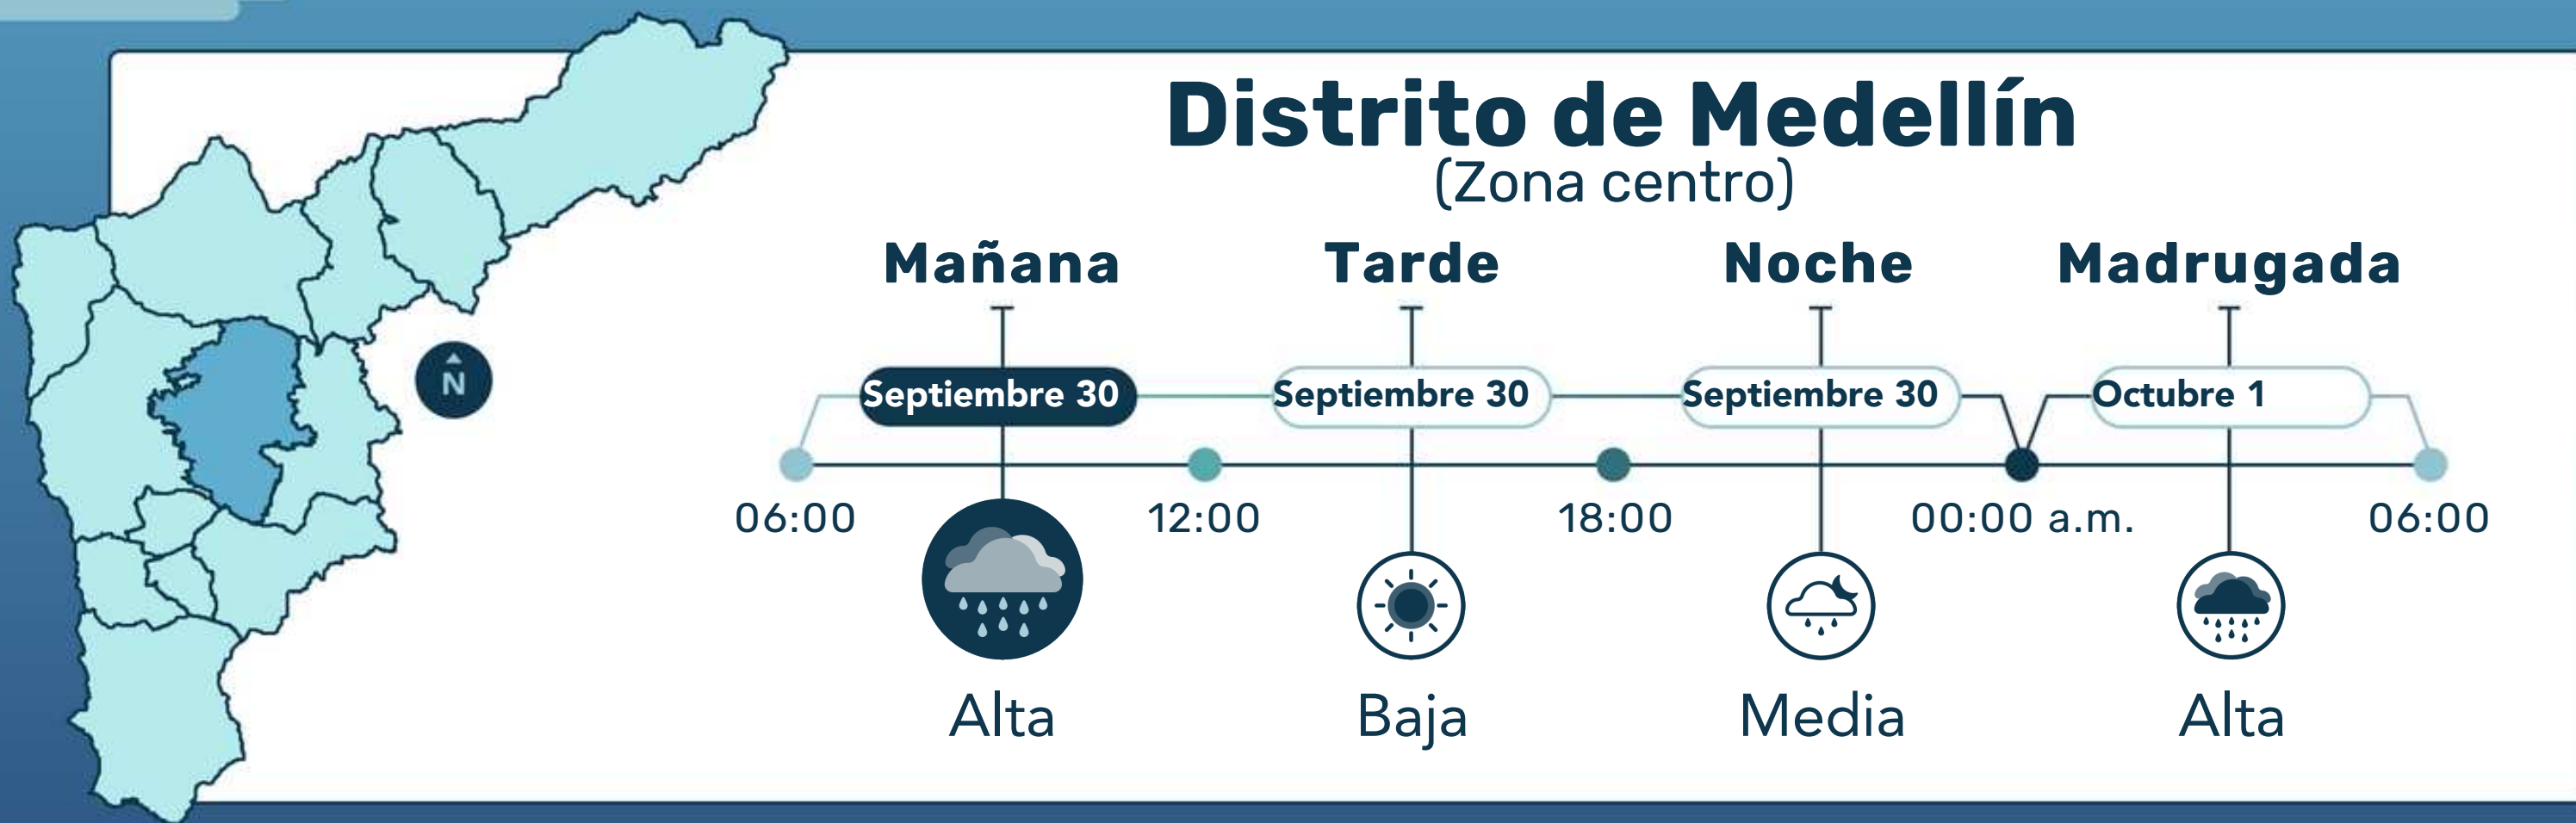 Distrito de Medellín
(Zona centro)
Mañana Tarde Noche Madrugada
N
Septiembre 30 Septiembre 30 Septiembre 30 Octubre 1
06:00 12:00 18:00 00:00 a.m. 06:00
Alta Baja Media Alta